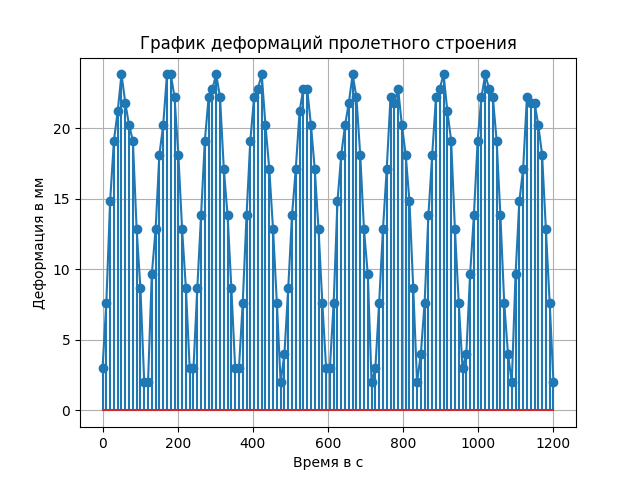 График деформаций пролетного строения
Деформация в мм
20
15
10
5
0
0 200 400 600 800 1000 1200
Время в с